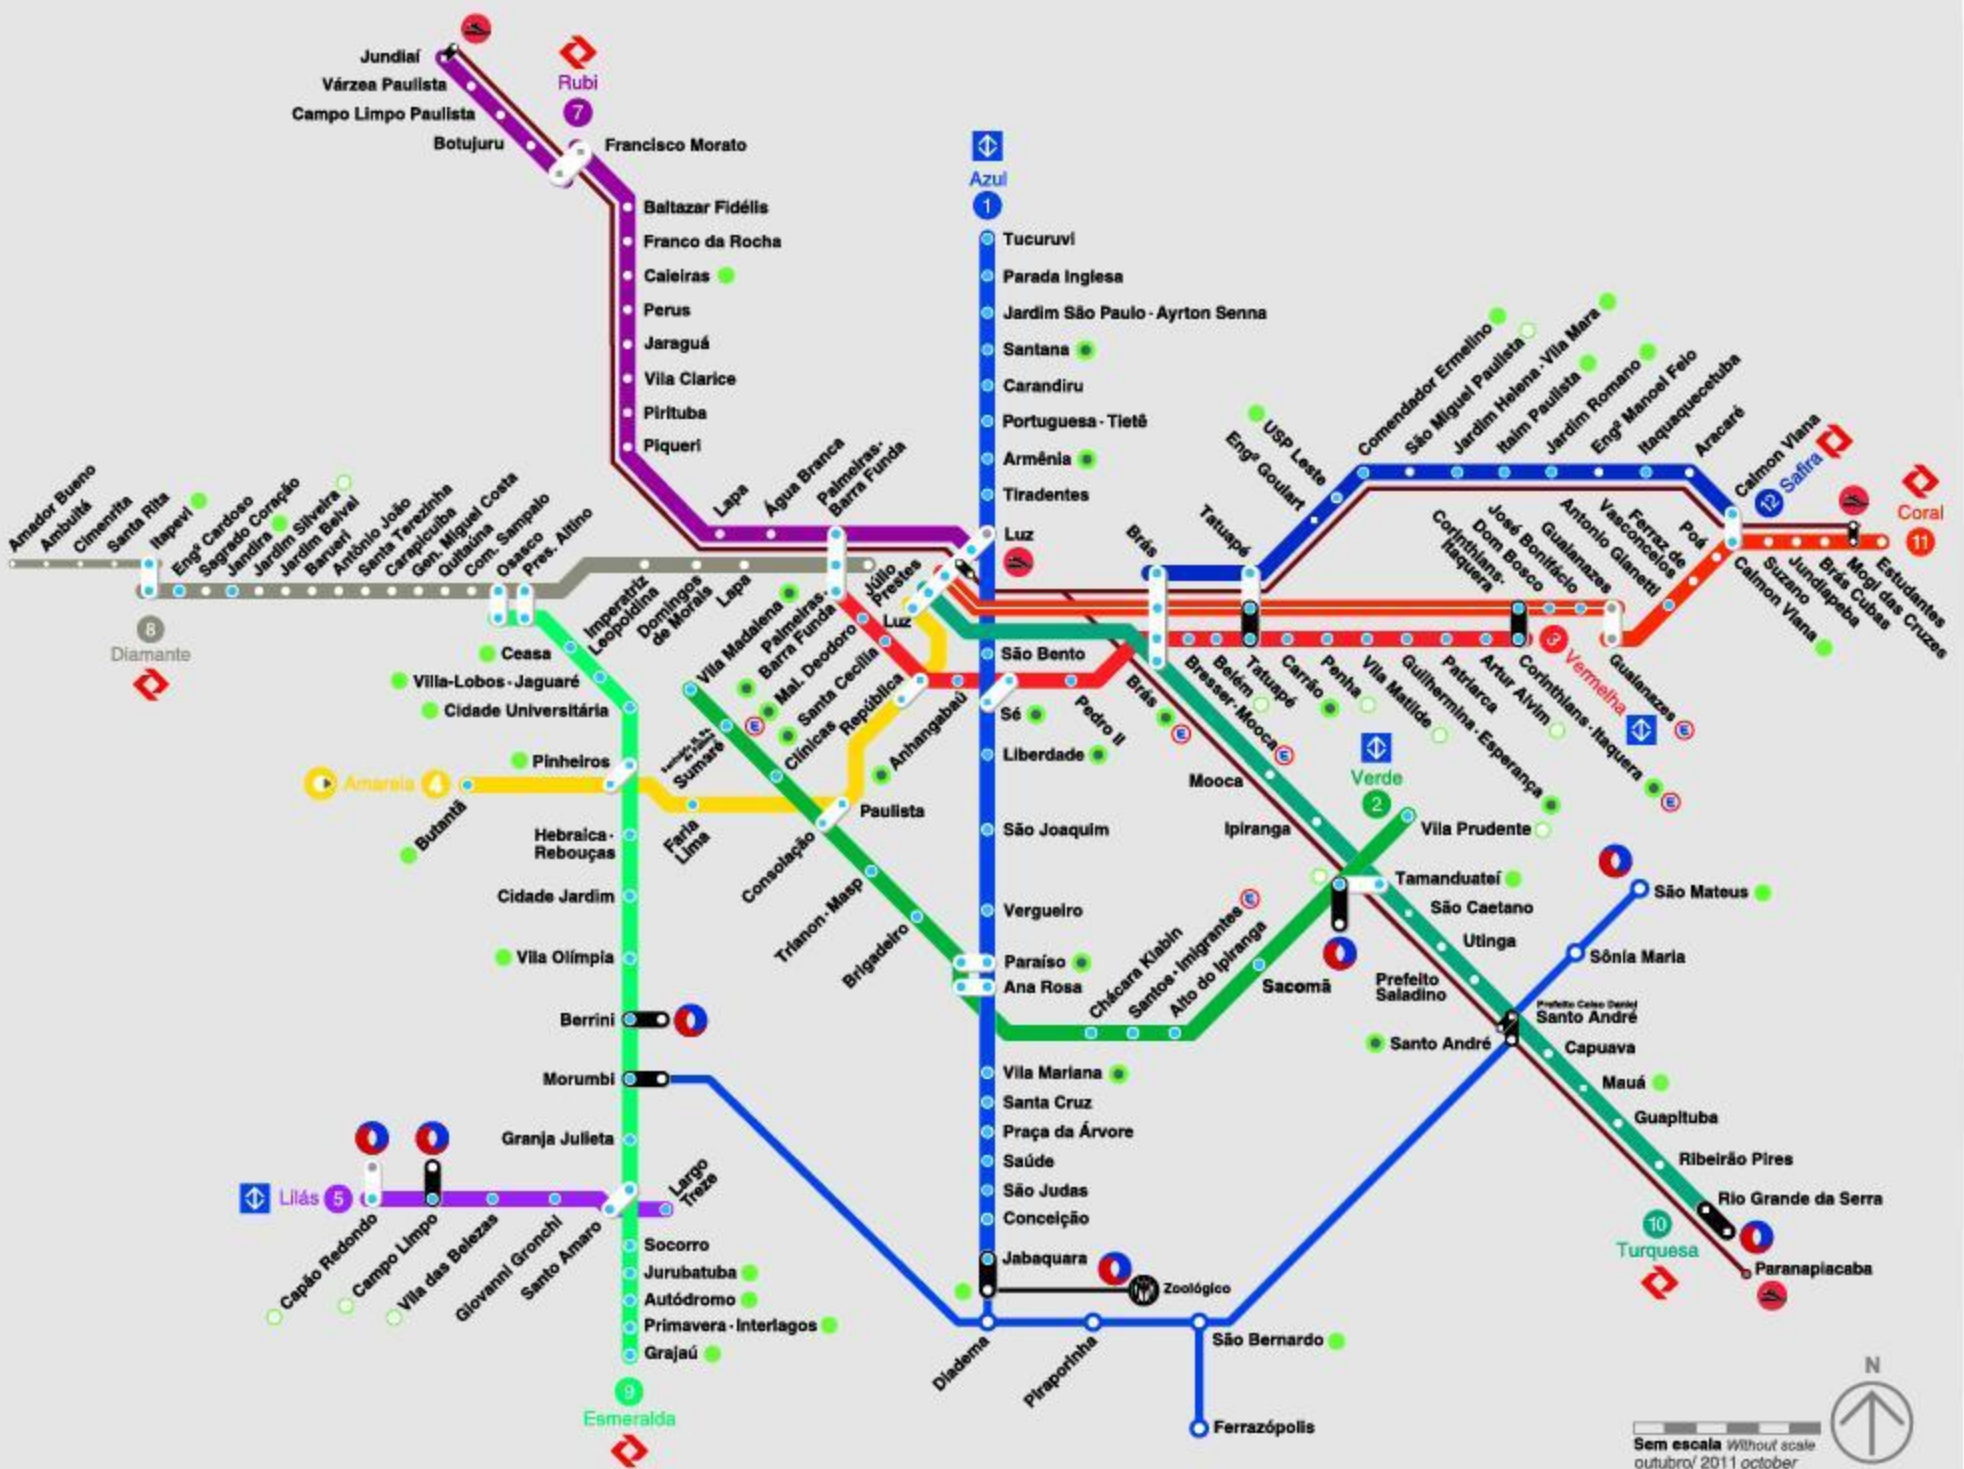 Jundiaí
Várzea Paulista
Campo Limpo Paulista
Botujuru
Rubi
7
Francisco Morato
Baltazar Fidélis
Franco da Rocha
Caieiras
Perus
Jaraguá
Vila Clarice
Pirituba
Piqueri
Lapa
Água Branca
Palmeiras-
Barra Funda
Azul
1
Tucuruvi
Parada Inglesa
Jardim São Paulo - Ayrton Senna
Santana
Carandiru
Portuguesa - Tietê
Armênia
Tiradentes
Luz
São Bento
Sé
Liberdade
São Joaquim
Vergueiro
Paraíso
Ana Rosa
Vila Mariana
Santa Cruz
Praça da Árvore
Saúde
São Judas
Conceição
Jabaquara
Zoológico
Amador Bueno
Ambuitá
Cimenrita
Santa Rita
Itapevi
Engº Cardoso
Sagrado Coração
Jandira
Jardim Silveira
Jardim Belval
Barueri
Antônio João
Santa Terezinha
Carapicuiba
Gen. Miguel Costa
Quitaúna
Com. Sampaio
Osasco
Pres. Altino
Imperatriz
Leopoldina
Domingos
de Morais
Lapa
Júlio
Prestes
8
Diamante
Ceasa
Villa-Lobos - Jaguaré
Cidade Universitária
Pinheiros
Hebraica -
Rebouças
Cidade Jardim
Vila Olímpia
Berrini
Morumbi
Granja Julieta
Socorro
Jurubatuba
Autódromo
Primavera - Interlagos
Grajaú
9
Esmeralda
Amarela
4
Butantã
Faria
Lima
Paulista
República
Luz
Lilás
5
Capão Redondo
Campo Limpo
Vila das Belezas
Giovanni Gronchi
Santo Amaro
Largo
Treze
Vila Madalena
Sumaré
Clínicas
Consolação
Trianon - Masp
Brigadeiro
Chácara Klabin
Santos - Imigrantes
Alto do Ipiranga
Sacomã
Tamanduateí
Vila Prudente
Verde
2
Palmeiras-
Barra Funda
Mal. Deodoro
Santa Cecília
Anhangabaú
Pedro II
Brás
Bresser - Mooca
Belém
Tatuapé
Carrão
Penha
Vila Matilde
Guilhermina - Esperança
Patriarca
Artur Alvim
Corinthians - Itaquera
3
Vermelha
Brás
Tatuapé
Engº Goulart
USP Leste
Comendador Ermelino
São Miguel Paulista
Jardim Helena - Vila Mara
Itaim Paulista
Jardim Romano
Engº Manoel Feio
Itaquaquecetuba
Aracaré
Calmon Viana
12
Safira
Corinthians-
Itaquera
Dom Bosco
José Bonifácio
Guaianazes
Antonio Gianetti
Ferraz de
Vasconcelos
Poá
Calmon Viana
Suzano
Jundiapeba
Brás Cubas
Mogi das Cruzes
Estudantes
Coral
11
Guaianazes
Mooca
Ipiranga
São Caetano
Utinga
Prefeito
Saladino
Prefeito Celso Daniel
Santo André
Santo André
Capuava
Mauá
Guapituba
Ribeirão Pires
Rio Grande da Serra
Paranapiacaba
10
Turquesa
São Mateus
Sônia Maria
São Bernardo
Ferrazópolis
Piraporinha
Diadema
N
Sem escala Without scale
outubro/ 2011 october
E
E
E
E
E
E